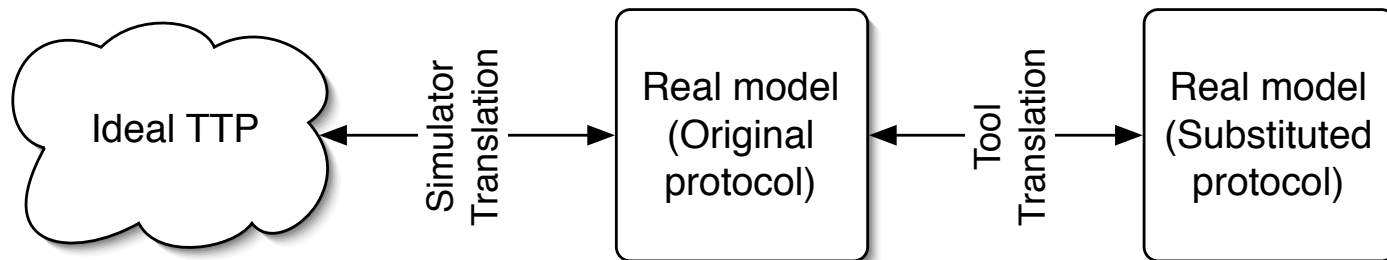 Ideal TTP
Simulator
Translation
Real model
(Original
protocol)
Tool
Translation
Real model
(Substituted
protocol)